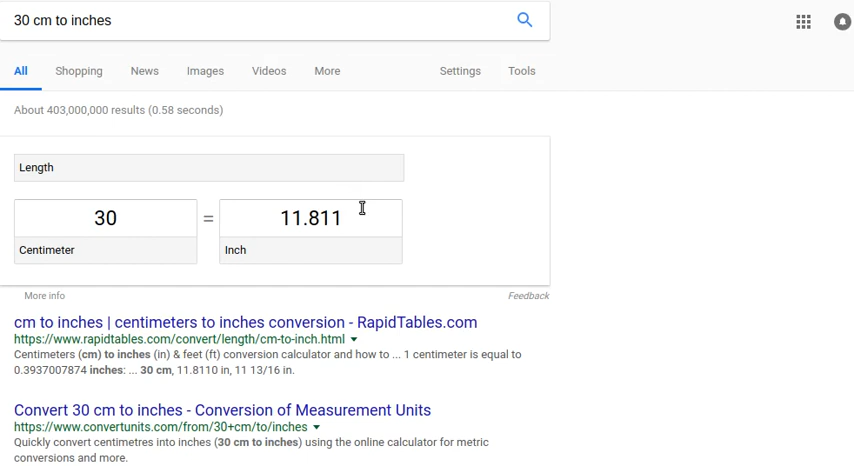 30 cm to inches
All Shopping News Images Videos More Settings Tools
About 403,000,000 results (0.58 seconds)
Length
30 = 11.811
Centimeter Inch
More info Feedback
cm to inches | centimeters to inches conversion - RapidTables.com
https://www.rapidtables.com/convert/length/cm-to-inch.html
Centimeters (cm) to inches (in) & feet (ft) conversion calculator and how to ... 1 centimeter is equal to
0.3937007874 inches: ... 30 cm, 11.8110 in, 11 13/16 in.
Convert 30 cm to inches - Conversion of Measurement Units
https://www.convertunits.com/from/30+cm/to/inches
Quickly convert centimetres into inches (30 cm to inches) using the online calculator for metric
conversions and more.